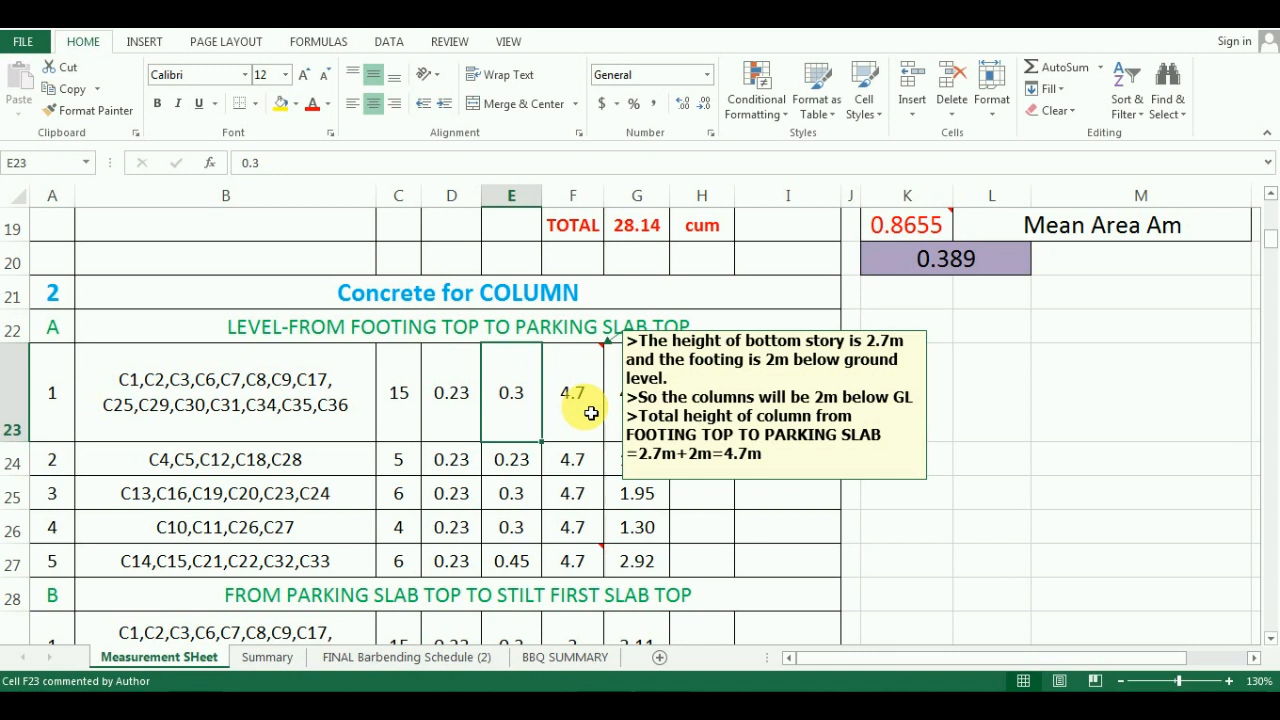 FILE HOME INSERT PAGE LAYOUT FORMULAS DATA REVIEW VIEW Sign in
Cut
Copy
Format Painter
Paste
Clipboard
Calibri 12
B I U
Font
Wrap Text
Merge & Center
Alignment
General
$ % ,
Number
Conditional Formatting
Format as Table
Cell Styles
Styles
Insert Delete Format
Cells
AutoSum
Fill
Clear
Sort & Filter
Find & Select
Editing
E23 fx 0.3
A B C D E F G H I J K L M
19 TOTAL 28.14 cum 0.8655 Mean Area Am
20 0.389
21 2 Concrete for COLUMN
22 A LEVEL-FROM FOOTING TOP TO PARKING SLAB TOP
23 1 C1,C2,C3,C6,C7,C8,C9,C17,
C25,C29,C30,C31,C34,C35,C36 15 0.23 0.3 4.7
>The height of bottom story is 2.7m
and the footing is 2m below ground
level.
>So the columns will be 2m below GL
>Total height of column from
FOOTING TOP TO PARKING SLAB
=2.7m+2m=4.7m
24 2 C4,C5,C12,C18,C28 5 0.23 0.23 4.7
25 3 C13,C16,C19,C20,C23,C24 6 0.23 0.3 4.7 1.95
26 4 C10,C11,C26,C27 4 0.23 0.3 4.7 1.30
27 5 C14,C15,C21,C22,C32,C33 6 0.23 0.45 4.7 2.92
28 B FROM PARKING SLAB TOP TO STILT FIRST SLAB TOP
C1,C2,C3,C6,C7,C8,C9,C17,
1 15 0.23 0.3 3 3.11
Measurement SHeet Summary FINAL Barbending Schedule (2) BBQ SUMMARY
Cell F23 commented by Author 130%